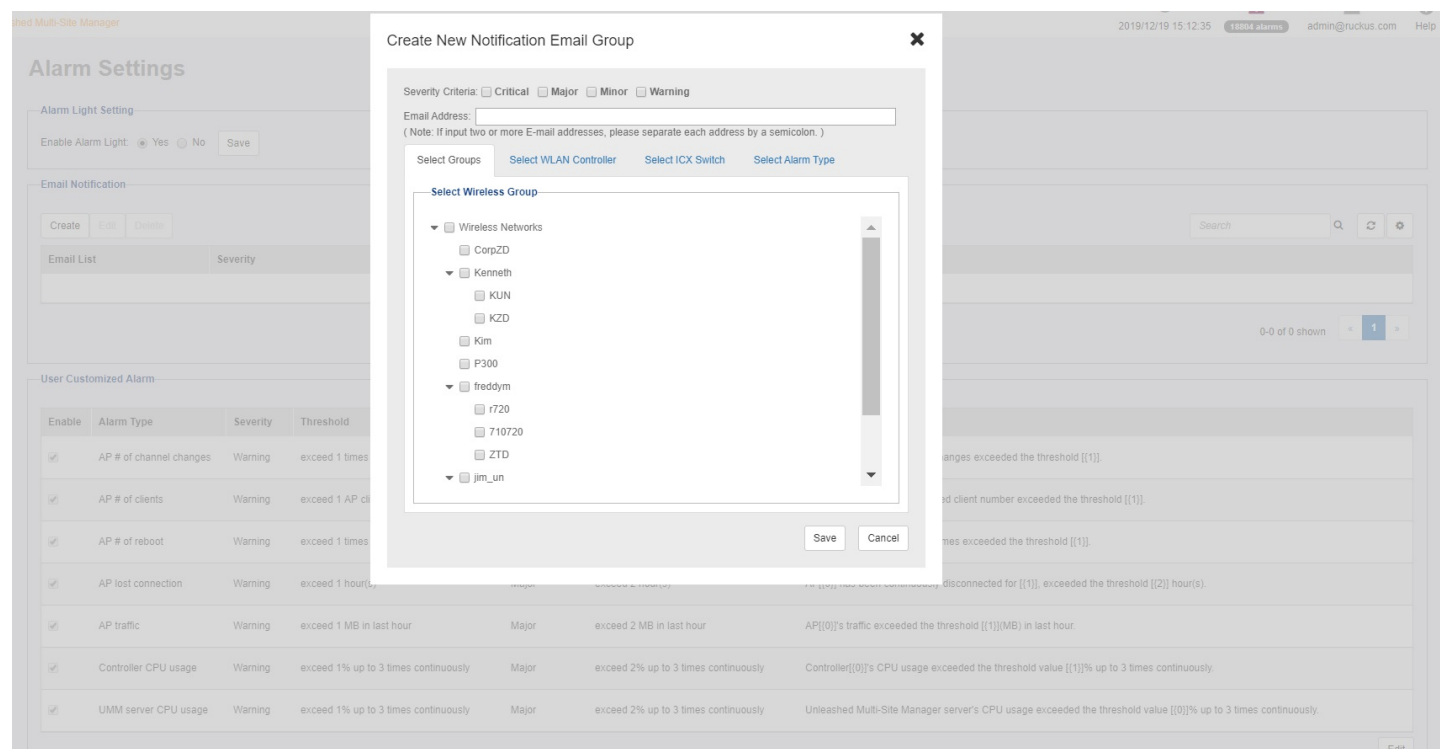 shed Multi-Site Manager
2019/12/19 15:12:35 18804 alarms admin@ruckus.com Help
Create New Notification Email Group
Alarm Settings
Severity Criteria: Critical Major Minor Warning
Alarm Light Setting
Email Address:
( Note: If input two or more E-mail addresses, please separate each address by a semicolon. )
Enable Alarm Light: Yes No Save
Select Groups Select WLAN Controller Select ICX Switch Select Alarm Type
Email Notification
Select Wireless Group
Create Edit Delete
Search
Wireless Networks
Email List Severity
CorpZD
Kenneth
KUN
KZD
0-0 of 0 shown « 1 »
Kim
P300
User Customized Alarm
freddym
r720
Enable Alarm Type Severity Threshold
710720
ZTD
AP # of channel changes Warning exceed 1 times
anges exceeded the threshold [{1}].
jim_un
AP # of clients Warning exceed 1 AP cli
ed client number exceeded the threshold [{1}].
Save Cancel
AP # of reboot Warning exceed 1 times
mes exceeded the threshold [{1}].
AP lost connection Warning exceed 1 hour(s) Major exceed 2 hour(s) AP[{0}] has been continuously disconnected for [{1}], exceeded the threshold [{2}] hour(s).
AP traffic Warning exceed 1 MB in last hour Major exceed 2 MB in last hour AP[{0}]'s traffic exceeded the threshold [{1}](MB) in last hour.
Controller CPU usage Warning exceed 1% up to 3 times continuously Major exceed 2% up to 3 times continuously Controller[{0}]'s CPU usage exceeded the threshold value [{1}]% up to 3 times continuously.
UMM server CPU usage Warning exceed 1% up to 3 times continuously Major exceed 2% up to 3 times continuously Unleashed Multi-Site Manager server's CPU usage exceeded the threshold value [{0}]% up to 3 times continuously.
Edit